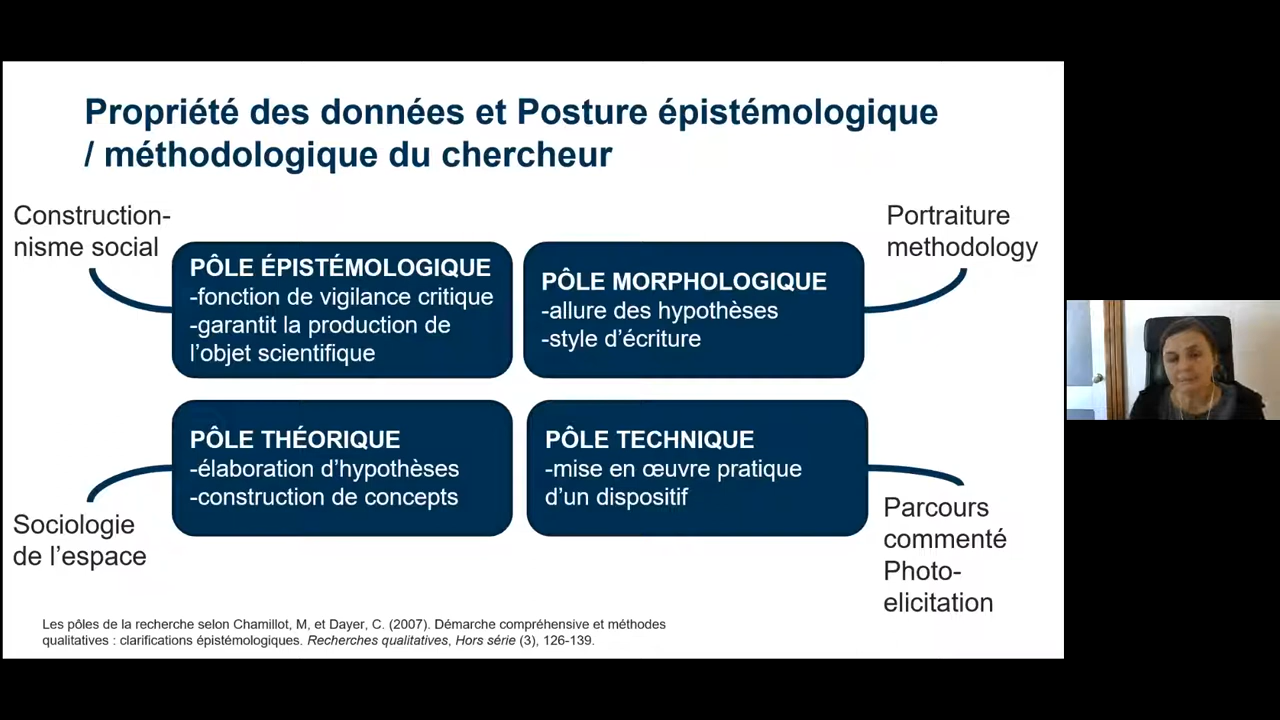 Propriété des données et Posture épistémologique
/ méthodologique du chercheur
Construction-
nisme social
PÔLE ÉPISTÉMOLOGIQUE
-fonction de vigilance critique
-garantit la production de
l’objet scientifique
PÔLE MORPHOLOGIQUE
-allure des hypothèses
-style d’écriture
Portraiture
methodology
PÔLE THÉORIQUE
-élaboration d’hypothèses
-construction de concepts
Sociologie
de l’espace
PÔLE TECHNIQUE
-mise en œuvre pratique
d’un dispositif
Parcours
commenté
Photo-
elicitation
Les pôles de la recherche selon Chamillot, M. et Dayer, C. (2007). Démarche compréhensive et méthodes
qualitatives : clarifications épistémologiques. Recherches qualitatives, Hors série (3), 126-139.